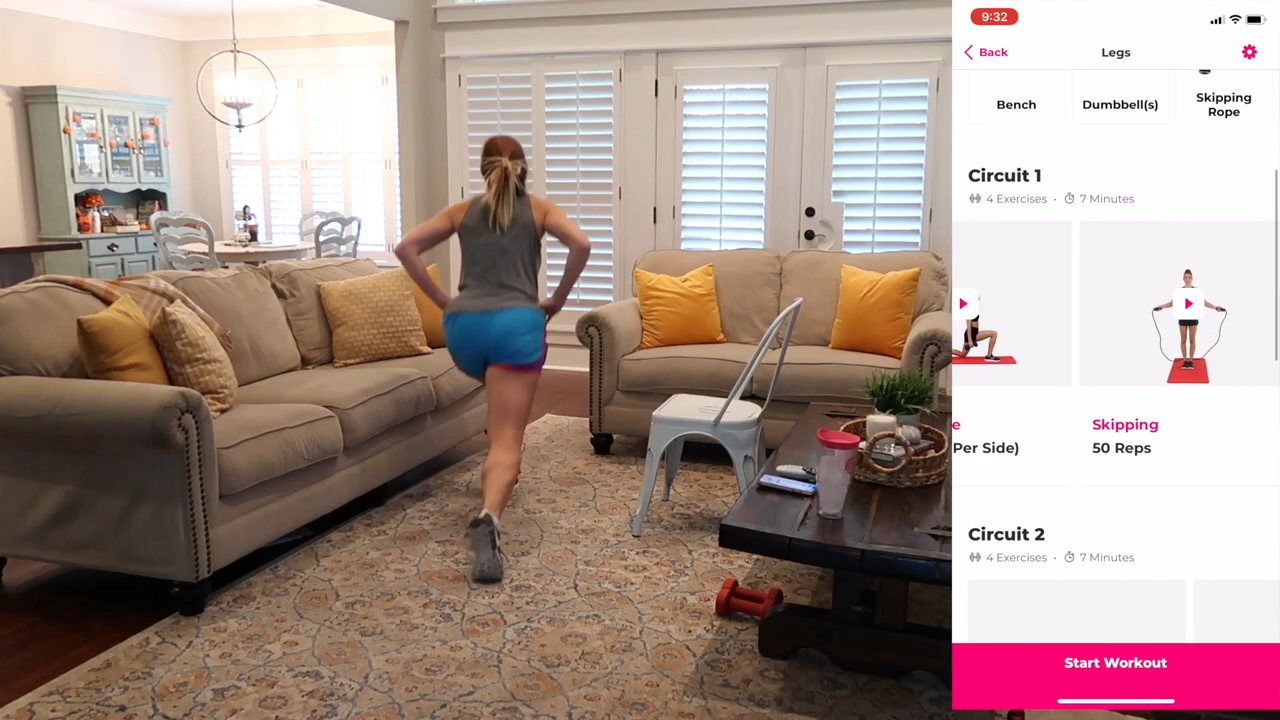 9:32
Back
Legs
Bench
Dumbbell(s)
Skipping
Rope
Circuit 1
4 Exercises · 7 Minutes
e
Per Side)
Skipping
50 Reps
Circuit 2
4 Exercises · 7 Minutes
Start Workout